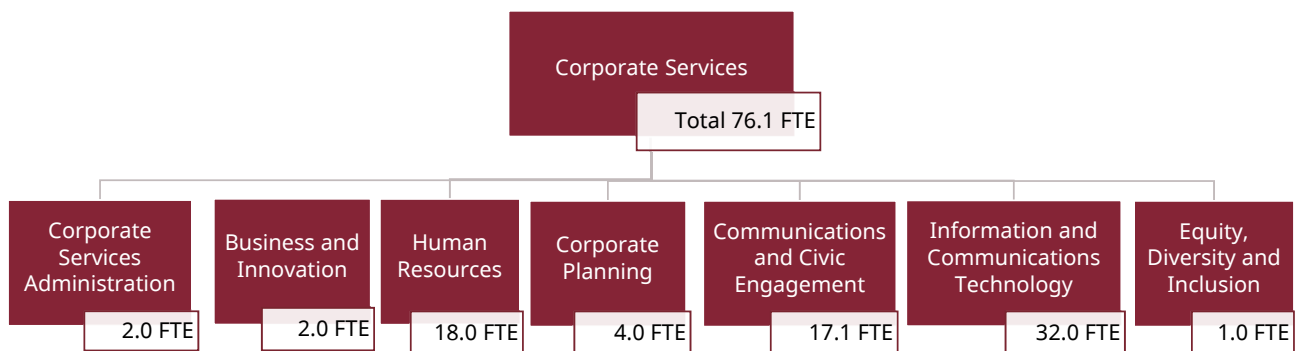 Corporate Services
Total 76.1 FTE
Corporate
Services
Administration
2.0 FTE
Business and
Innovation
2.0 FTE
Human
Resources
18.0 FTE
Corporate
Planning
4.0 FTE
Communications
and Civic
Engagement
17.1 FTE
Information and
Communications
Technology
32.0 FTE
Equity,
Diversity and
Inclusion
1.0 FTE